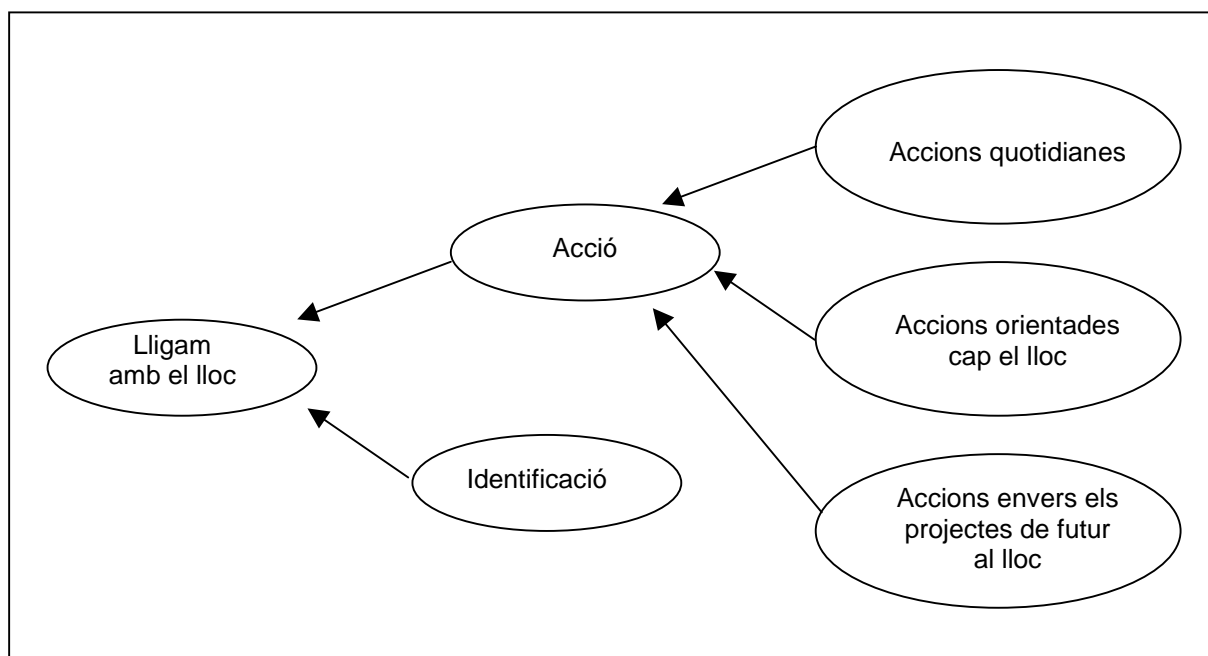 Accions quotidianes
Acció
Accions orientades
cap el lloc
Lligam
amb el lloc
Identificació
Accions envers els
projectes de futur
al lloc